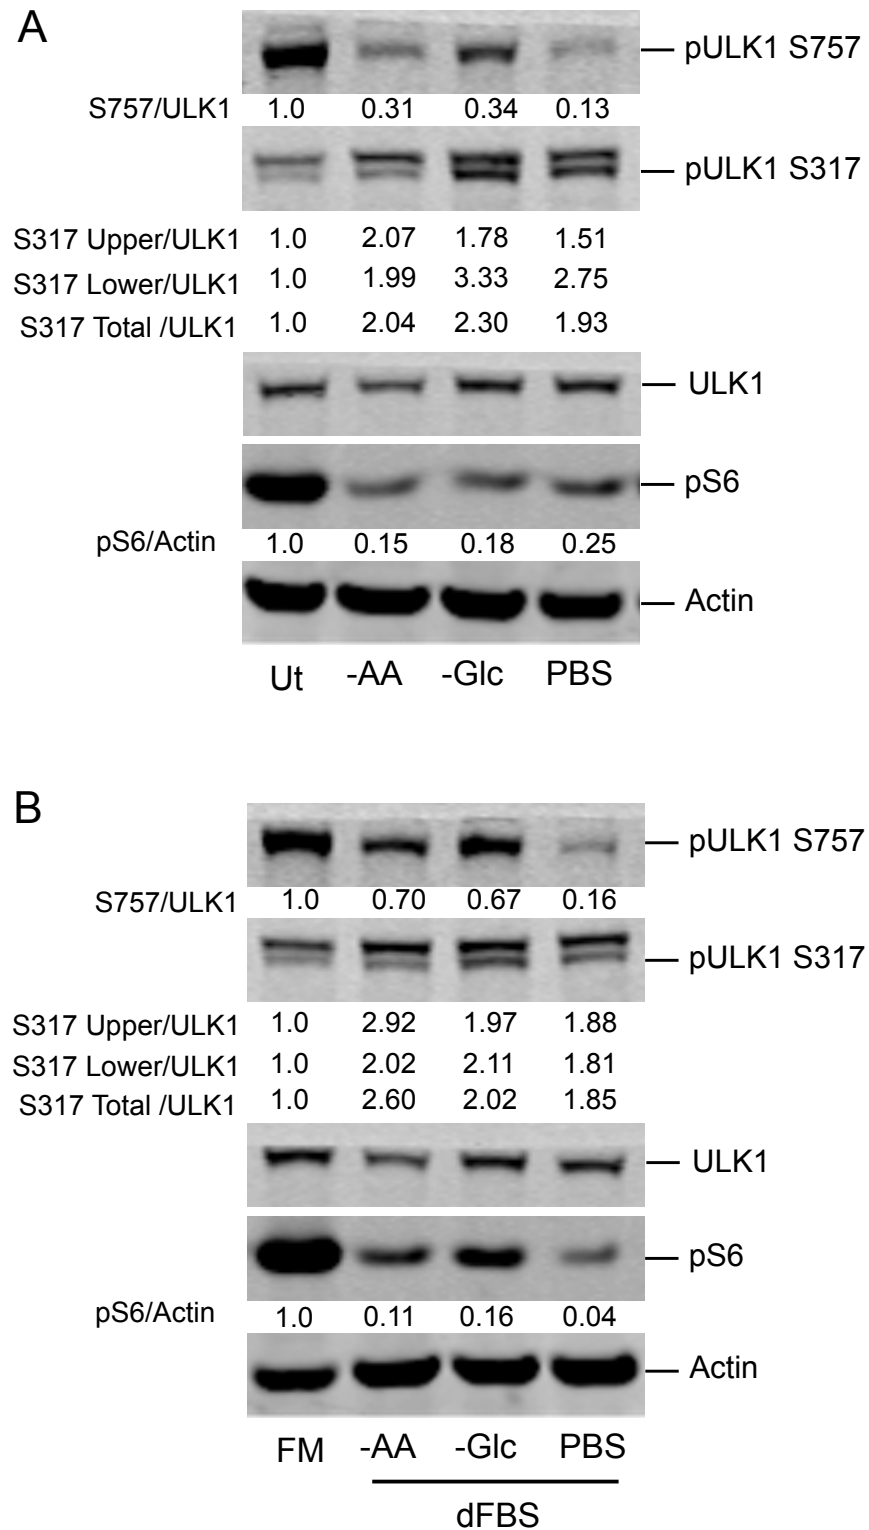 A
pULK1 S757
S757/ULK1 1.0 0.31 0.34 0.13
pULK1 S317
S317 Upper/ULK1 1.0 2.07 1.78 1.51
S317 Lower/ULK1 1.0 1.99 3.33 2.75
S317 Total /ULK1 1.0 2.04 2.30 1.93
ULK1
pS6
pS6/Actin 1.0 0.15 0.18 0.25
Actin
Ut -AA -Glc PBS
B
pULK1 S757
S757/ULK1 1.0 0.70 0.67 0.16
pULK1 S317
S317 Upper/ULK1 1.0 2.92 1.97 1.88
S317 Lower/ULK1 1.0 2.02 2.11 1.81
S317 Total /ULK1 1.0 2.60 2.02 1.85
ULK1
pS6
pS6/Actin 1.0 0.11 0.16 0.04
Actin
FM -AA -Glc PBS
dFBS